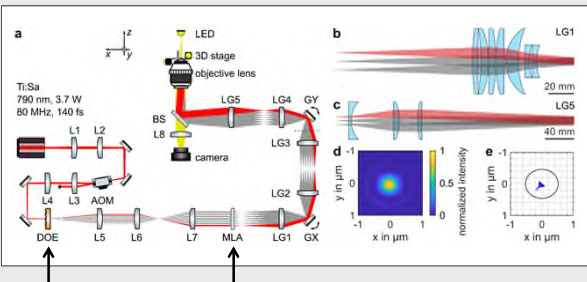 a
z
x
y
LED
3D stage
objective lens
Ti:Sa
790 nm, 3.7 W
80 MHz, 140 fs
BS
L8
camera
LG5
LG4
GY
L1
L2
LG3
L4
L3
AOM
LG2
DOE
L5
L6
L7
MLA
LG1
GX
b
LG1
20 mm
c
LG5
40 mm
d
-1
0
1
y in µm
-1
0
1
x in µm
1
0
normalized intensity
e
-1
0
1
y in µm
-1
0
1
x in µm